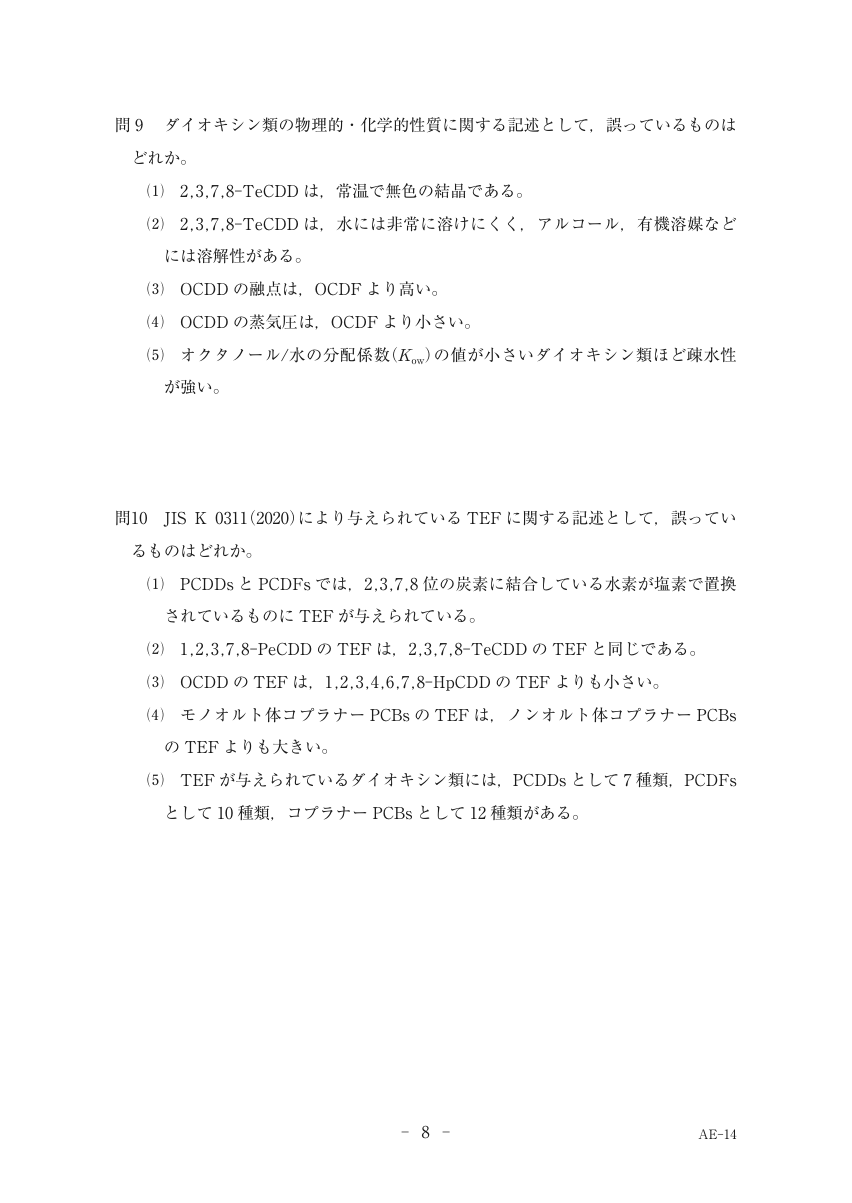 問9　ダイオキシン類の物理的・化学的性質に関する記述として，誤っているものは
どれか。
⑴　2,3,7,8-TeCDD は，常温で無色の結晶である。
⑵　2,3,7,8-TeCDD は，水には非常に溶けにくく，アルコール，有機溶媒など
には溶解性がある。
⑶　OCDD の融点は，OCDF より高い。
⑷　OCDD の蒸気圧は，OCDF より小さい。
⑸　オクタノール/水の分配係数(Kow)の値が小さいダイオキシン類ほど疎水性
が強い。
問10　JIS K 0311(2020)により与えられている TEF に関する記述として，誤ってい
るものはどれか。
⑴　PCDDs と PCDFs では，2,3,7,8 位の炭素に結合している水素が塩素で置換
されているものに TEF が与えられている。
⑵　1,2,3,7,8-PeCDD の TEF は，2,3,7,8-TeCDD の TEF と同じである。
⑶　OCDD の TEF は，1,2,3,4,6,7,8-HpCDD の TEF よりも小さい。
⑷　モノオルト体コプラナー PCBs の TEF は，ノンオルト体コプラナー PCBs
の TEF よりも大きい。
⑸　TEF が与えられているダイオキシン類には，PCDDs として 7 種類，PCDFs
として 10 種類，コプラナー PCBs として 12 種類がある。
- 8 -
AE-14